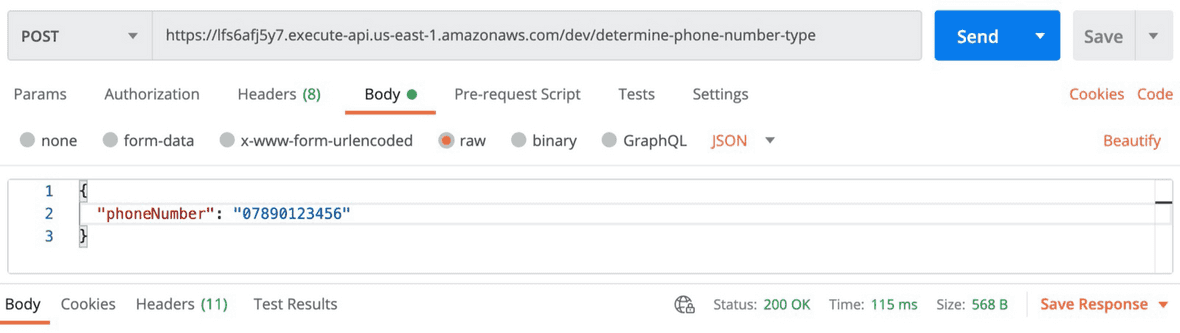 POST https://lfs6afj5y7.execute-api.us-east-1.amazonaws.com/dev/determine-phone-number-type Send Save
Params Authorization Headers (8) Body Pre-request Script Tests Settings Cookies Code
none form-data x-www-form-urlencoded raw binary GraphQL JSON Beautify
1 {
2 "phoneNumber": "07890123456"
3 }
Body Cookies Headers (11) Test Results Status: 200 OK Time: 115 ms Size: 568 B Save Response